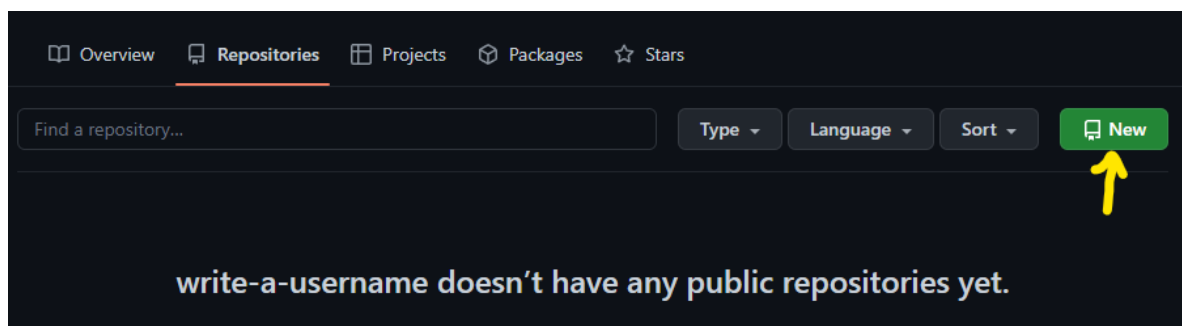 Overview Repositories Projects Packages Stars
Find a repository... Type Language Sort New
write-a-username doesn’t have any public repositories yet.